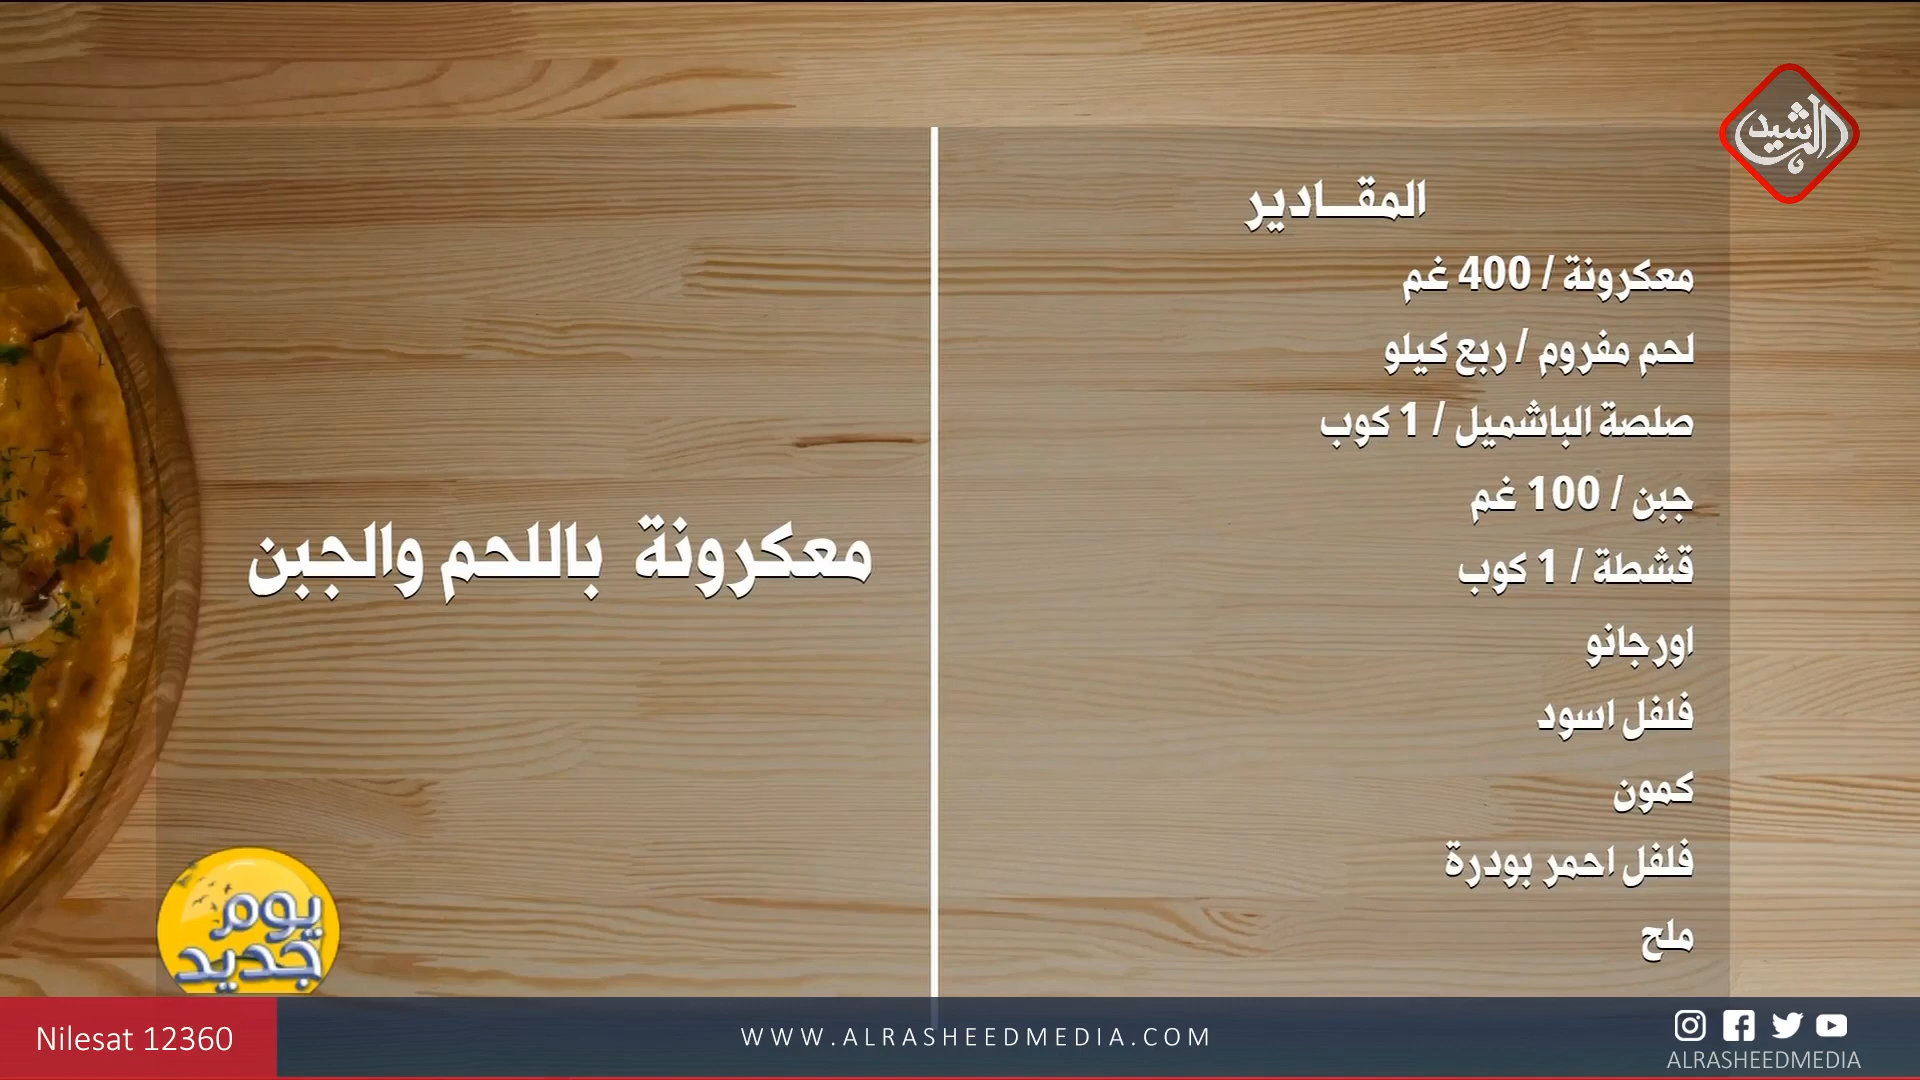 الرشيد
المقـــادير
معكرونة / 400 غم
لحم مفروم / ربع كيلو
صلصة الباشميل / 1 كوب
جبن / 100 غم
قشطة / 1 كوب
اورجانو
فلفل اسود
كمون
فلفل احمر بودرة
ملح
معكرونة باللحم والجبن
يوم
جديد
Nilesat 12360
WWW.ALRASHEEDMEDIA.COM
ALRASHEEDMEDIA